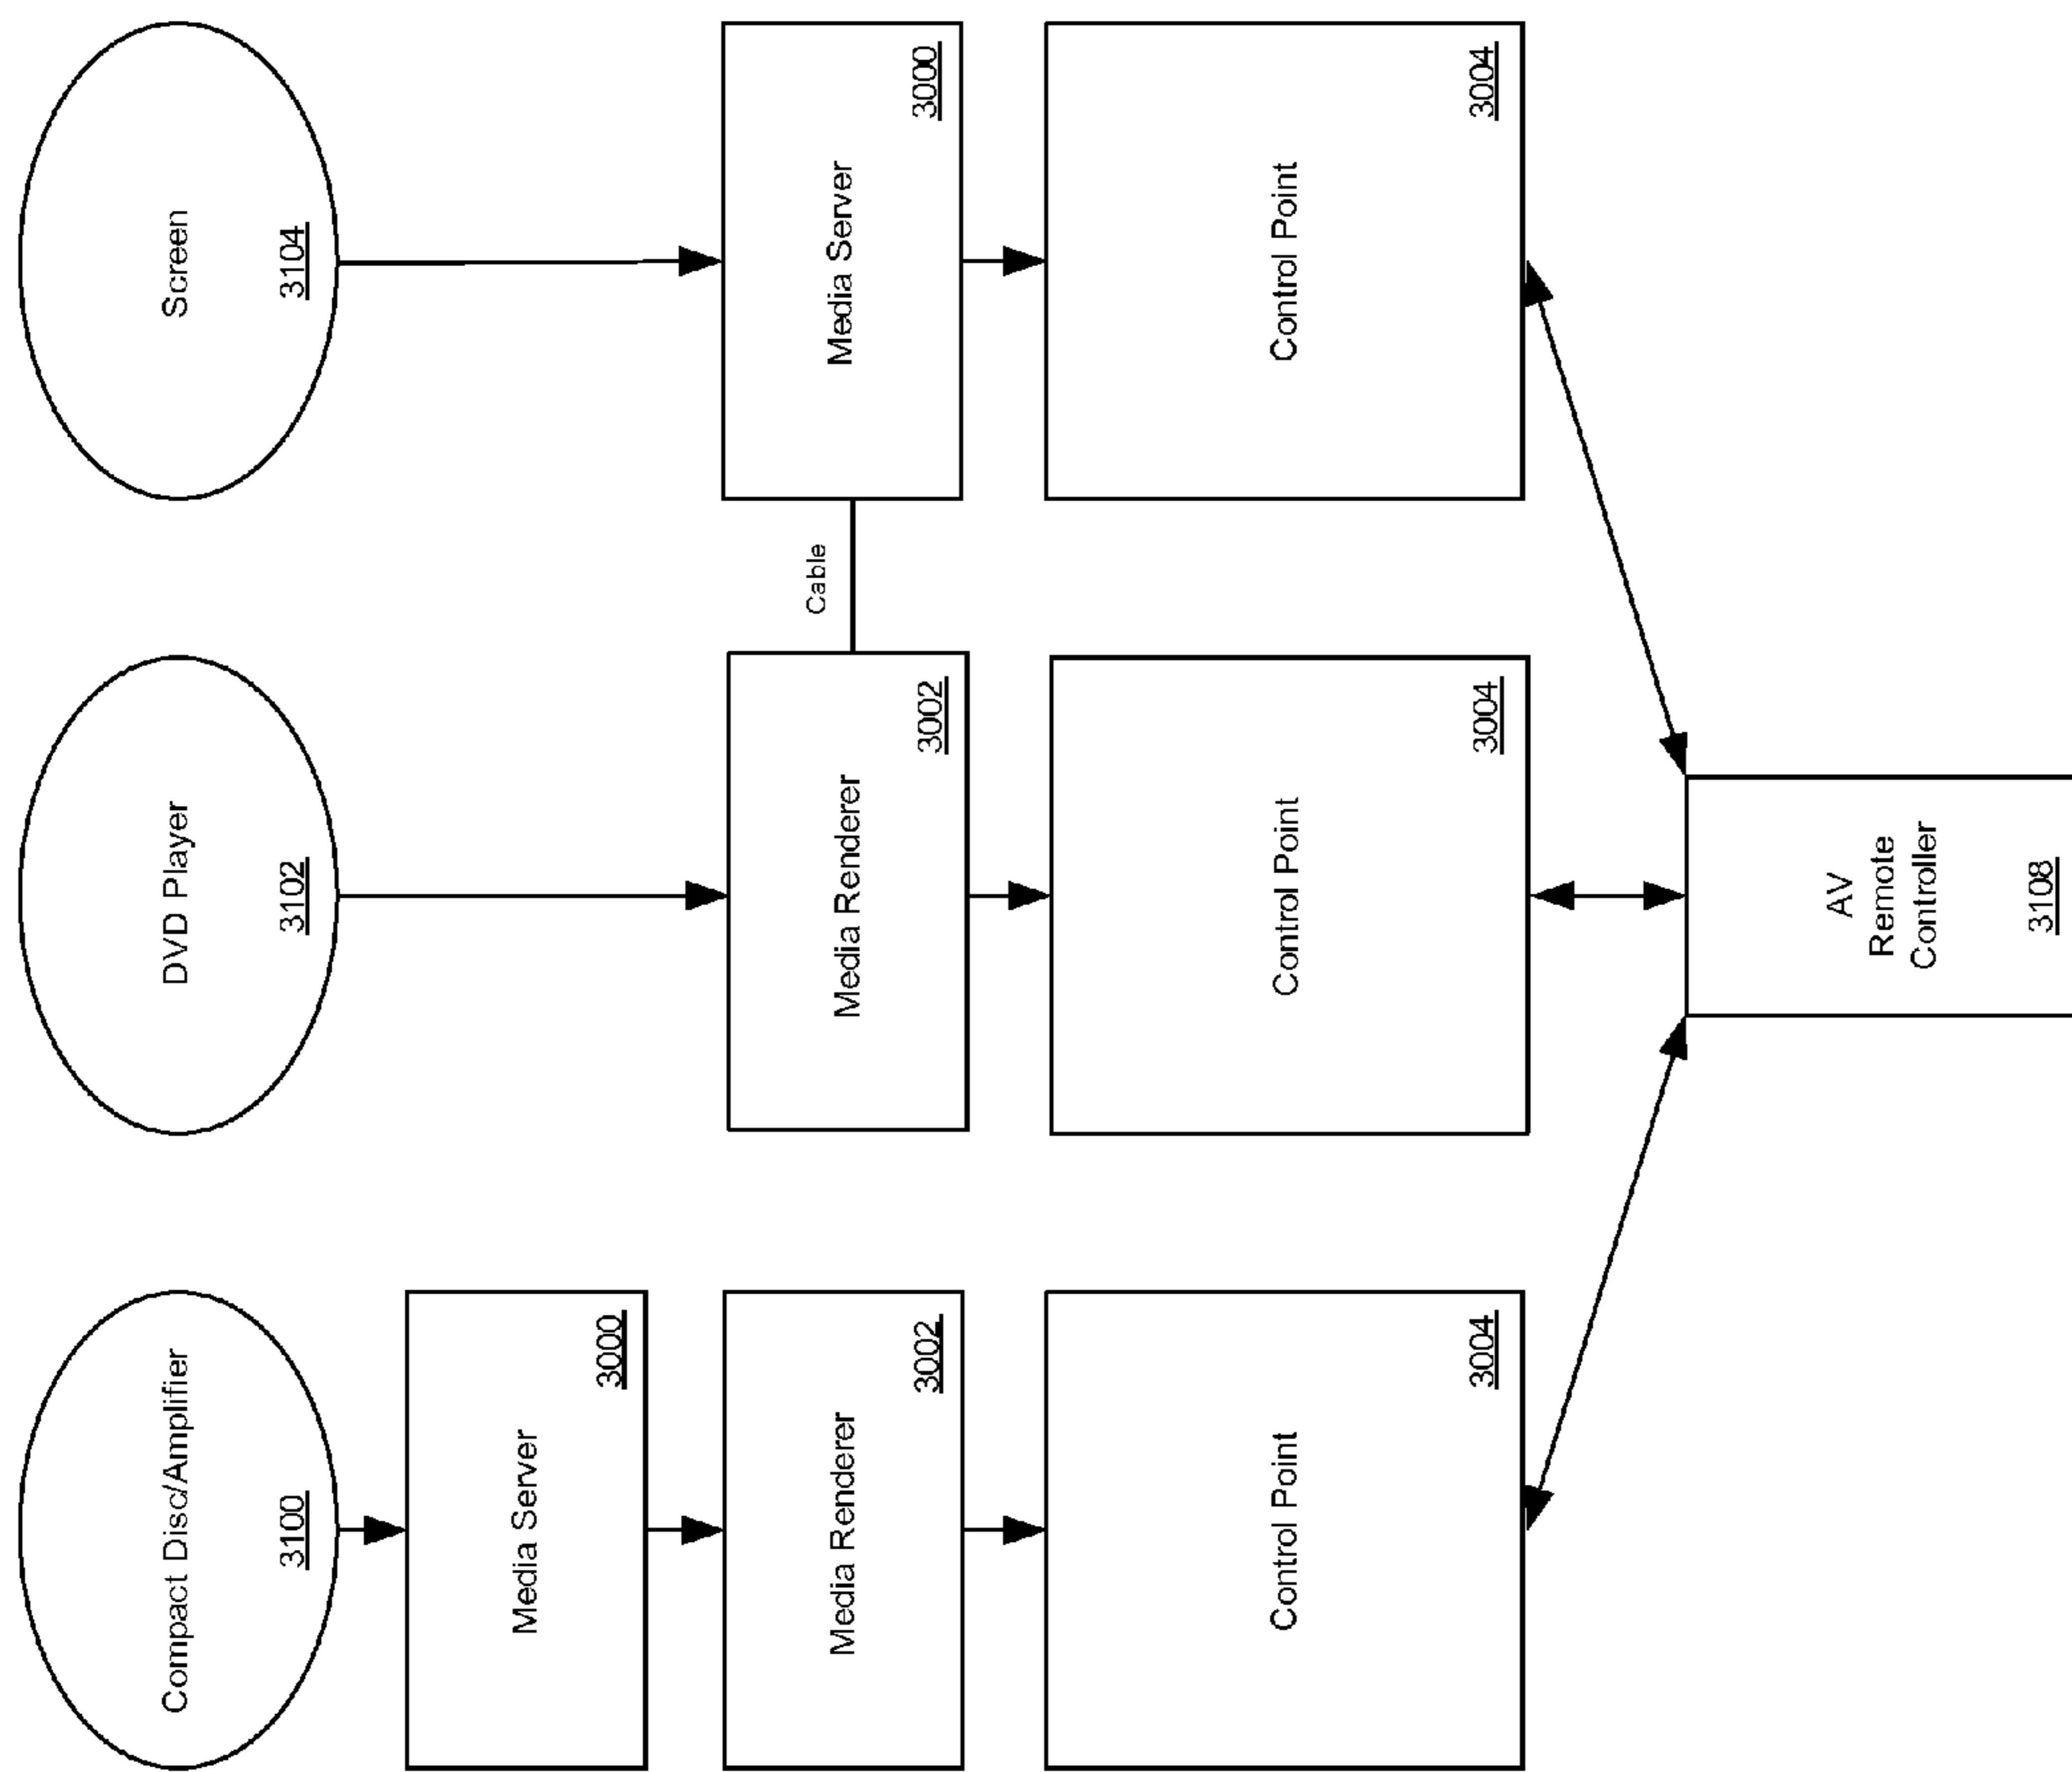 Compact Disc/Amplifier
3100
DVD Player
3102
Screen
3104
Media Server
3000
Media Renderer
3002
Media Renderer
3002
Cable
Media Server
3000
Control Point
3004
Control Point
3004
Control Point
3004
AV
Remote
Controller
3108